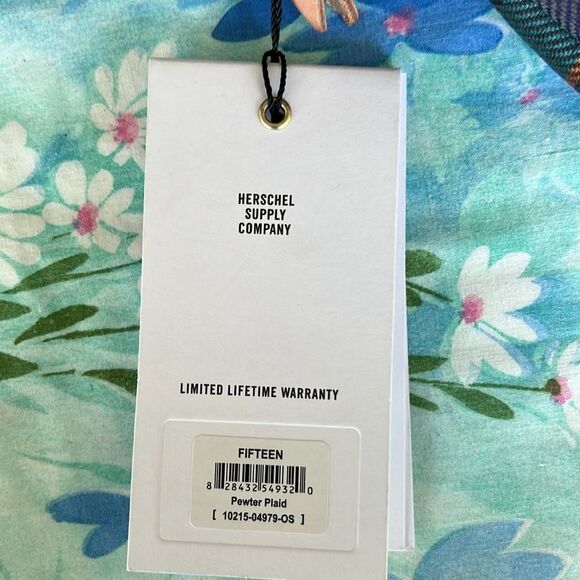 HERSCHEL
SUPPLY
COMPANY
LIMITED LIFETIME WARRANTY
FIFTEEN
8 28432 54932 0
Pewter Plaid
[ 10215-04979-OS ]